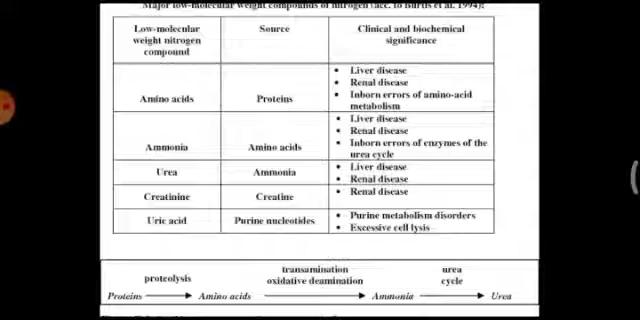 Major low-molecular weight compounds of nitrogen (acc. to Burtis et al. 1994):
Low-molecular weight nitrogen compound
Source
Clinical and biochemical significance
Amino acids
Proteins
• Liver disease
• Renal disease
• Inborn errors of amino-acid metabolism
Ammonia
Amino acids
• Liver disease
• Renal disease
• Inborn errors of enzymes of the urea cycle
Urea
Ammonia
• Liver disease
• Renal disease
Creatinine
Creatine
• Renal disease
Uric acid
Purine nucleotides
• Purine metabolism disorders
• Excessive cell lysis
proteolysis
transamination
oxidative deamination
urea
cycle
Proteins → Amino acids → Ammonia → Urea